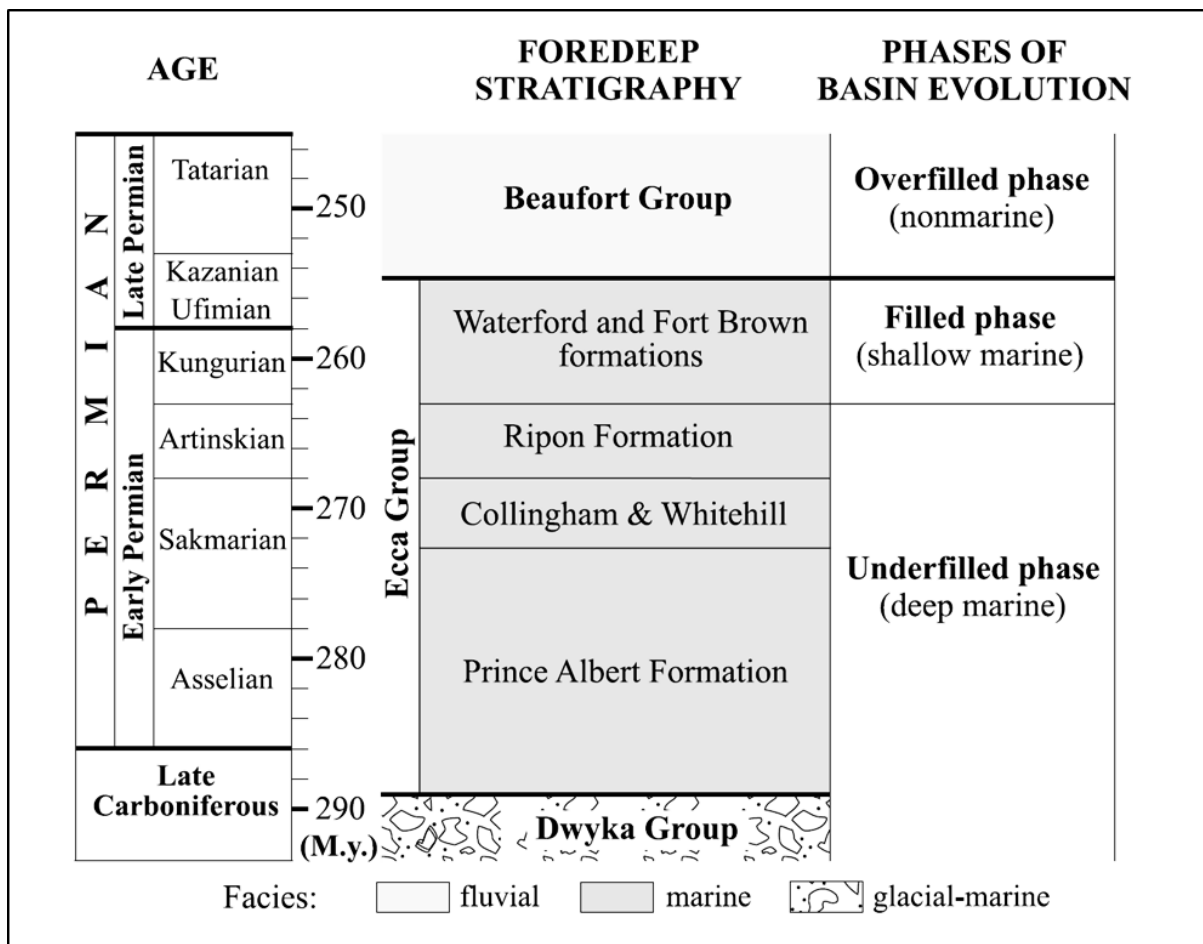 AGE
FOREDEEP
STRATIGRAPHY
PHASES OF
BASIN EVOLUTION
PERMIAN
Late Permian
Early Permian
Tatarian
Kazanian
Ufimian
Kungurian
Artinskian
Sakmarian
Asselian
Late
Carboniferous
250
260
270
280
290
(M.y.)
Beaufort Group
Ecca Group
Waterford and Fort Brown
formations
Ripon Formation
Collingham & Whitehill
Prince Albert Formation
Dwyka Group
Overfilled phase
(nonmarine)
Filled phase
(shallow marine)
Underfilled phase
(deep marine)
Facies:
fluvial
marine
glacial-marine